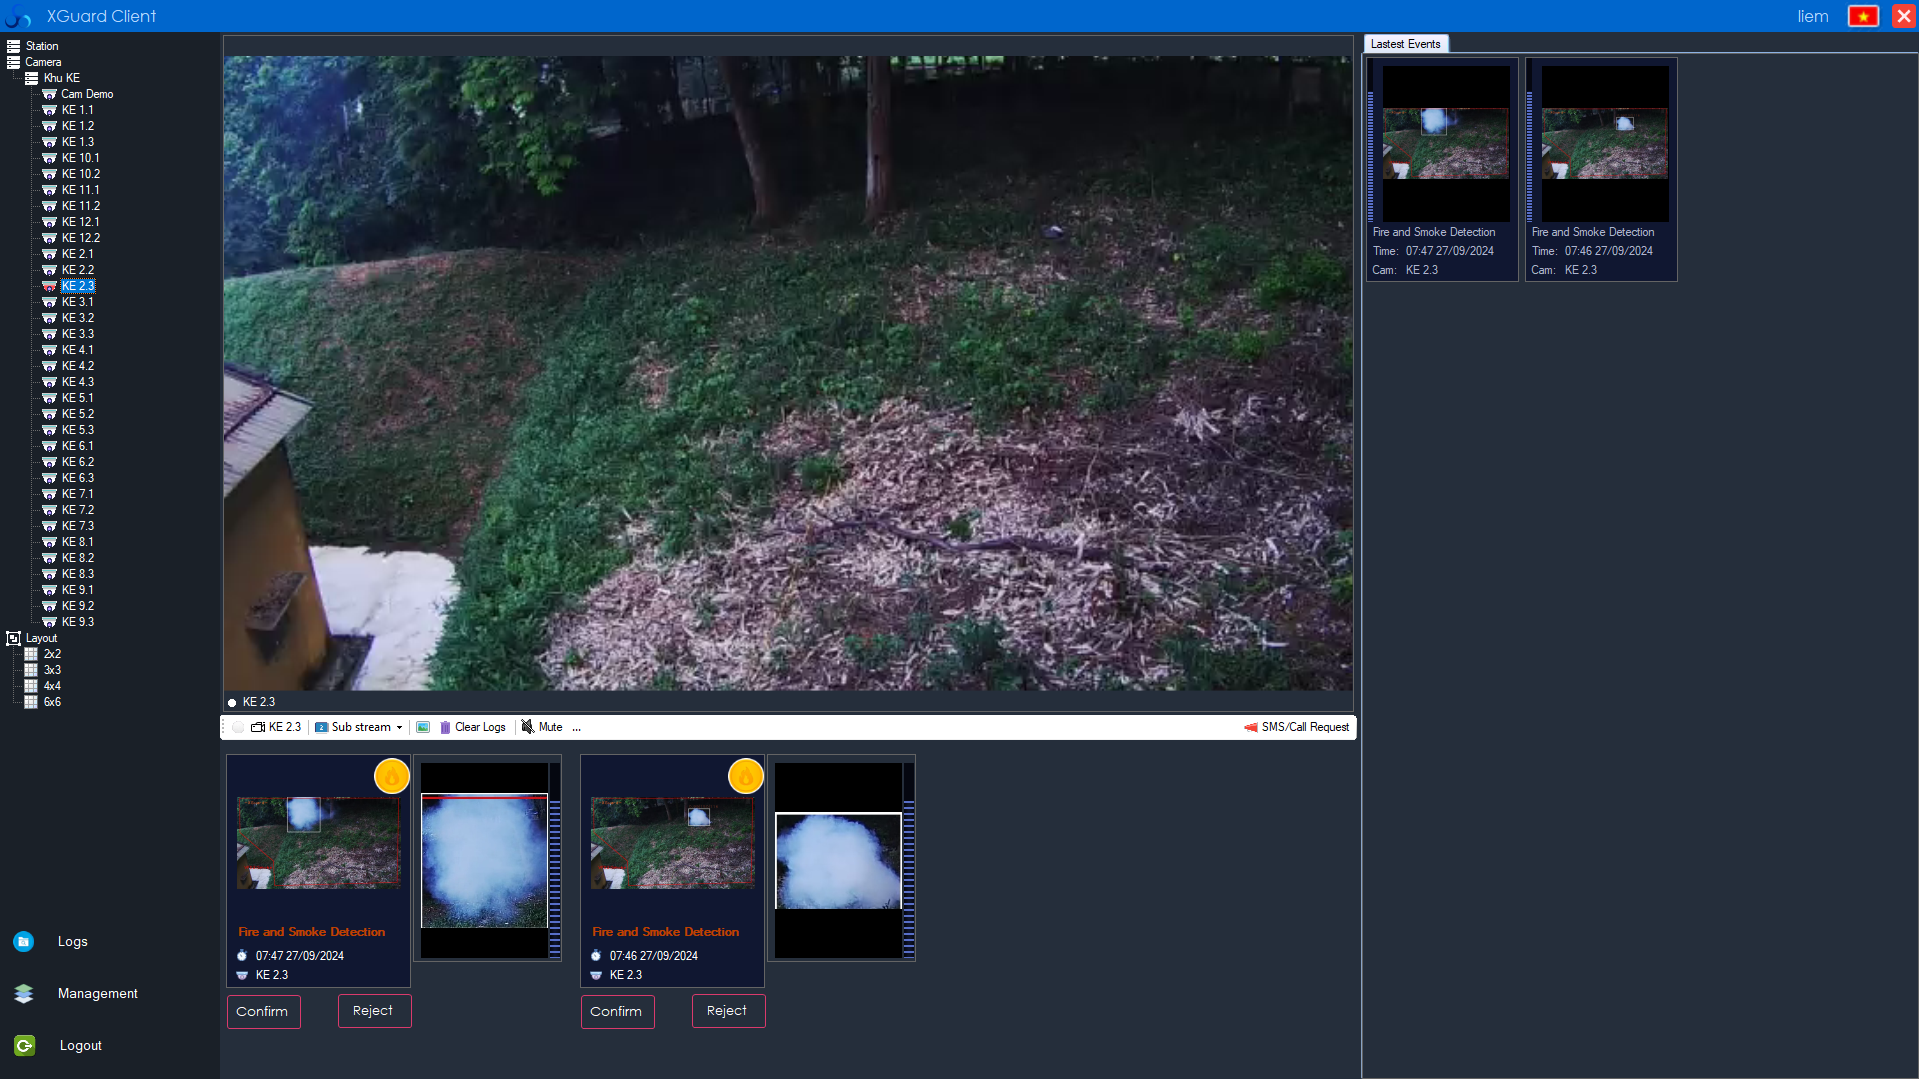 XGuard Client
liem
Station
Camera
Khu KE
Cam Demo
KE 1.1
KE 1.2
KE 1.3
KE 10.1
KE 10.2
KE 11.1
KE 11.2
KE 12.1
KE 12.2
KE 2.1
KE 2.2
KE 2.3
KE 3.1
KE 3.2
KE 3.3
KE 4.1
KE 4.2
KE 4.3
KE 5.1
KE 5.2
KE 5.3
KE 6.1
KE 6.2
KE 6.3
KE 7.1
KE 7.2
KE 7.3
KE 8.1
KE 8.2
KE 8.3
KE 9.1
KE 9.2
KE 9.3
Layout
2x2
3x3
4x4
6x6
Logs
Management
Logout
KE 2.3
KE 2.3
Sub stream
Clear Logs
Mute
...
SMS/Call Request
Fire and Smoke Detection
07:47 27/09/2024
KE 2.3
Confirm
Reject
Fire and Smoke Detection
07:46 27/09/2024
KE 2.3
Confirm
Reject
Lastest Events
Fire and Smoke Detection
Time: 07:47 27/09/2024
Cam: KE 2.3
Fire and Smoke Detection
Time: 07:46 27/09/2024
Cam: KE 2.3